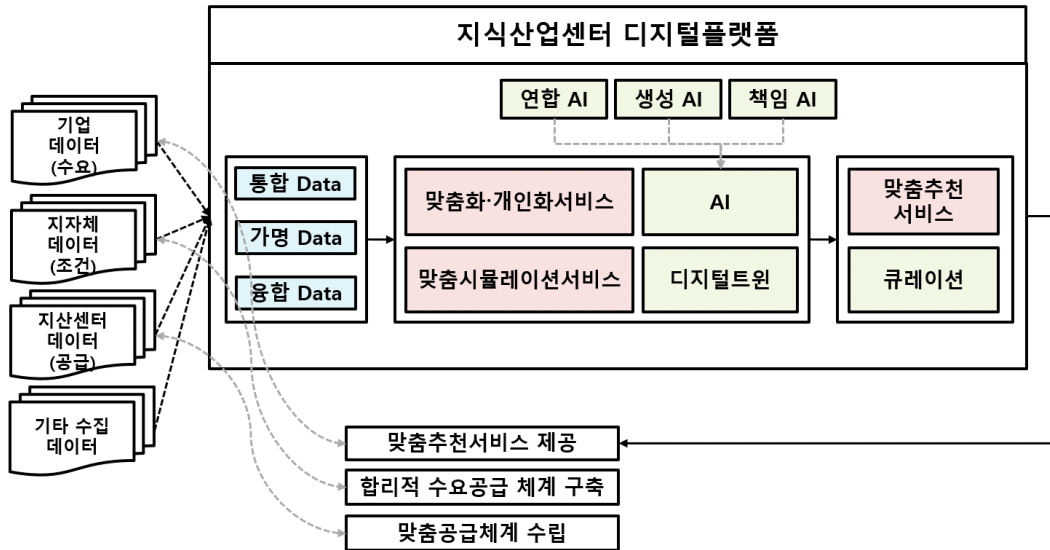 지식산업센터 디지털플랫폼
연합 AI
생성 AI
책임 AI
기업
데이터
(수요)
지자체
데이터
(조건)
지산센터
데이터
(공급)
기타 수집
데이터
통합 Data
가명 Data
융합 Data
맞춤화·개인화서비스
AI
맞춤시뮬레이션서비스
디지털트윈
맞춤추천
서비스
큐레이션
맞춤추천서비스 제공
합리적 수요공급 체계 구축
맞춤공급체계 수립